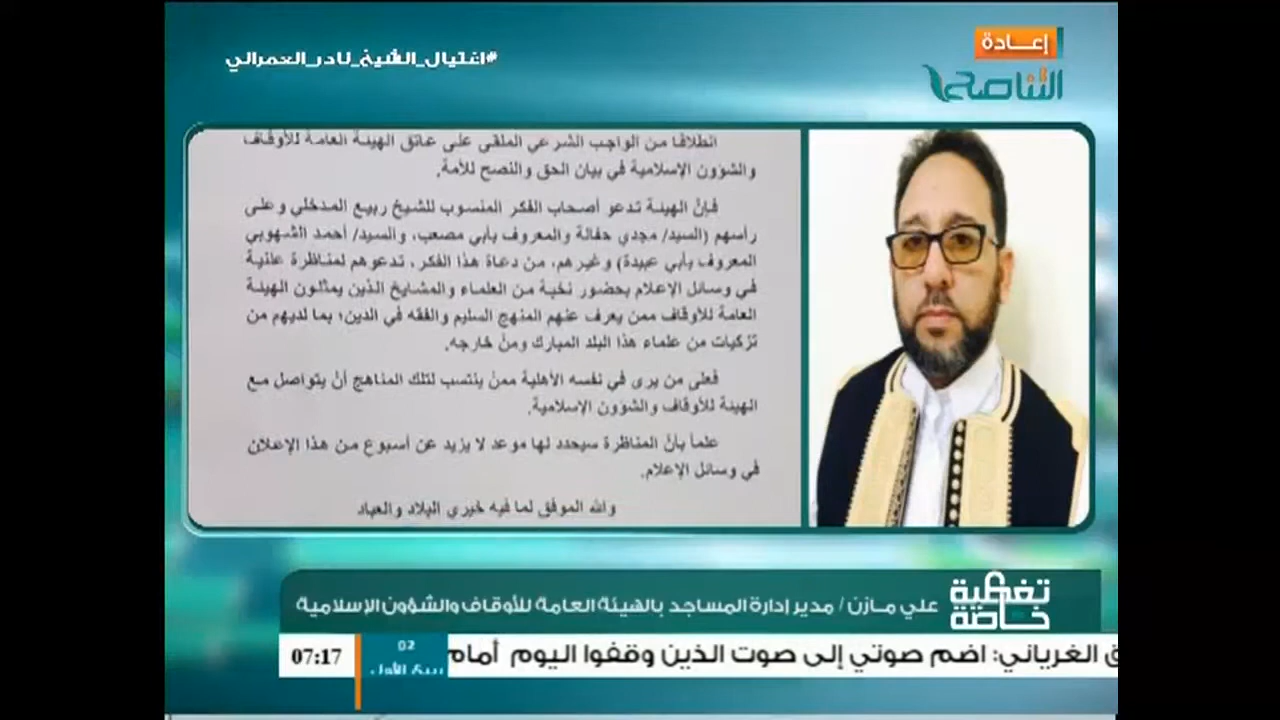 إعـــادة
التناصح
#اغتيال_الشيخ_نادر_العمراني
انطلاقا من الواجب الشرعي الملقى على عاتق الهيئة العامة للأوقاف
والشؤون الإسلامية في بيان الحق والنصح للأمة.
فإنّ الهيئة تدعو أصحاب الفكر المنسوب للشيخ ربيع المدخلي وعلى
رأسهم (السيد/ مجدي حفالة والمعروف بأبي مصعب، والسيد/ أحمد الشهوبي
المعروف بأبي عبيدة) وغيرهم، من دعاة هذا الفكر، تدعوهم لمناظرة علنية
في وسائل الإعلام بحضور نخبة من العلماء والمشايخ الذين يمثلون الهيئة
العامة للأوقاف ممن يعرف عنهم المنهج السليم والفقه في الدين؛ بما لديهم من
تزكيات من علماء هذا البلد المبارك ومنْ خارجه.
فعلى من يرى في نفسه الأهلية ممنْ ينتسب لتلك المناهج أنْ يتواصل مع
الهيئة للأوقاف والشؤون الإسلامية.
علماً بأنّ المناظرة سيحدد لها موعد لا يزيد عن أسبوع من هذا الإعلان
في وسائل الإعلام.
والله الموفق لما فيه خيري البلاد والعباد
تغطية
خاصة
علي مازن / مدير إدارة المساجد بالهيئة العامة للأوقاف والشؤون الإسلامية
ق الغرياني: اضم صوتي إلى صوت الذين وقفوا اليوم أمام
02
ربيع الأول
07:17